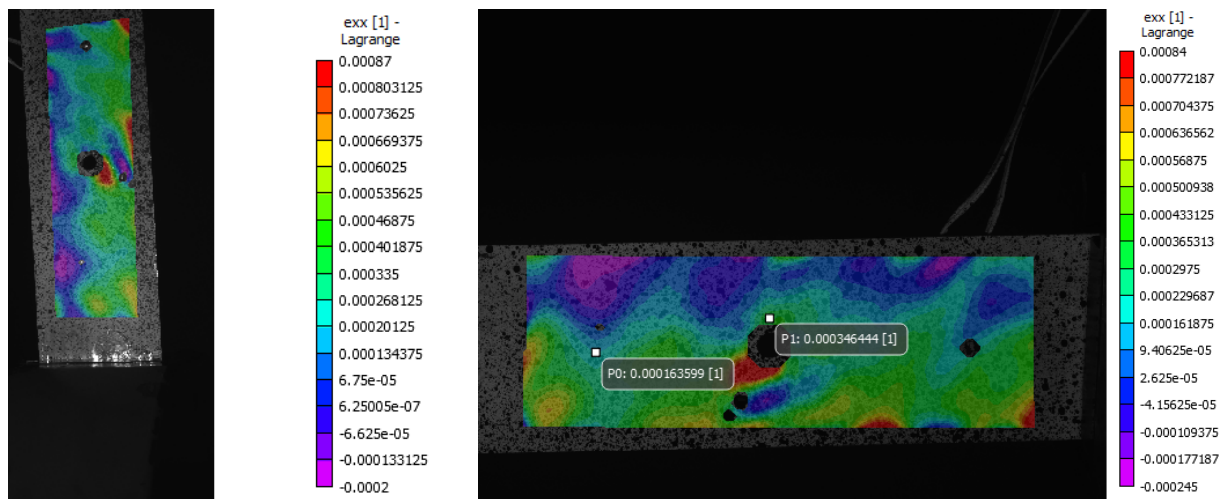 exx [1] -
Lagrange
0.00087
0.000803125
0.00073625
0.000669375
0.0006025
0.000535625
0.00046875
0.000401875
0.000335
0.000268125
0.00020125
0.000134375
6.75e-05
6.25005e-07
-6.625e-05
-0.000133125
-0.0002
P0: 0.000163599 [1]
P1: 0.000346444 [1]
exx [1] -
Lagrange
0.00084
0.000772187
0.000704375
0.000636562
0.00056875
0.000500938
0.000433125
0.000365313
0.0002975
0.000229687
0.000161875
9.40625e-05
2.625e-05
-4.15625e-05
-0.000109375
-0.000177187
-0.000245